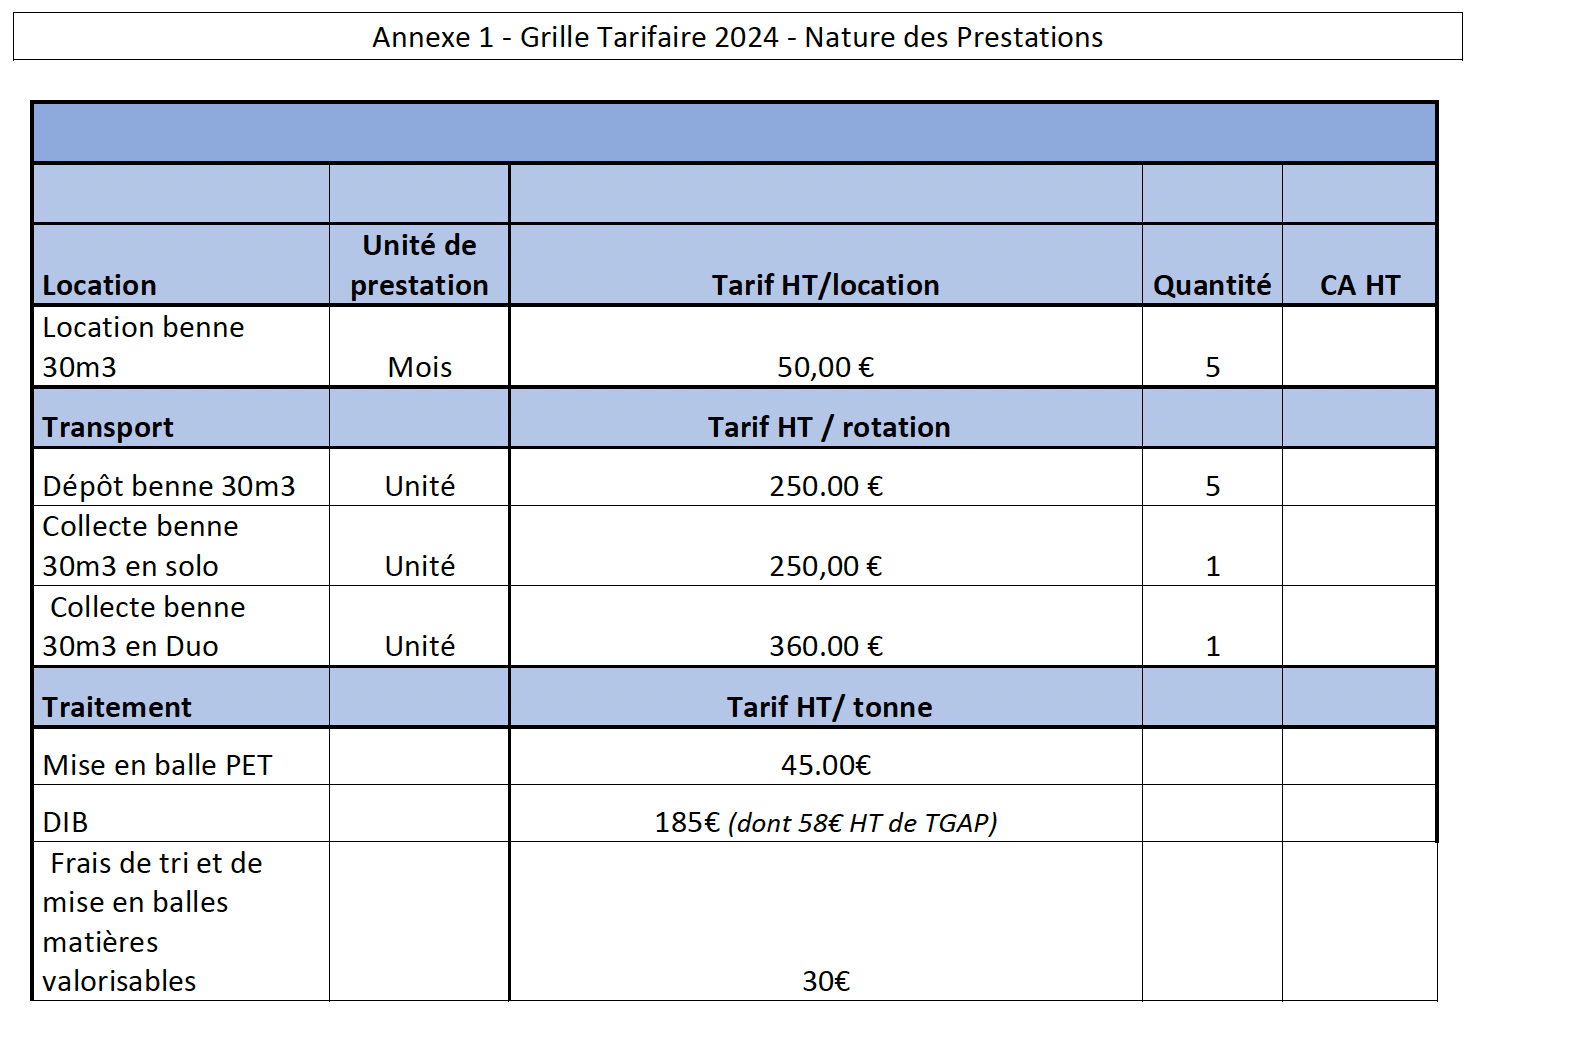 Annexe 1 - Grille Tarifaire 2024 - Nature des Prestations
Unité de
Location prestation Tarif HT/location Quantité CA HT
Location benne
30m3 Mois 50,00 € 5
Transport Tarif HT / rotation
Dépôt benne 30m3 Unité 250.00 € 5
Collecte benne
30m3 en solo Unité 250,00 € 1
Collecte benne
30m3 en Duo Unité 360.00 € 1
Traitement Tarif HT/ tonne
Mise en balle PET 45.00€
DIB 185€ (dont 58€ HT de TGAP)
Frais de tri et de
mise en balles
matières
valorisables 30€